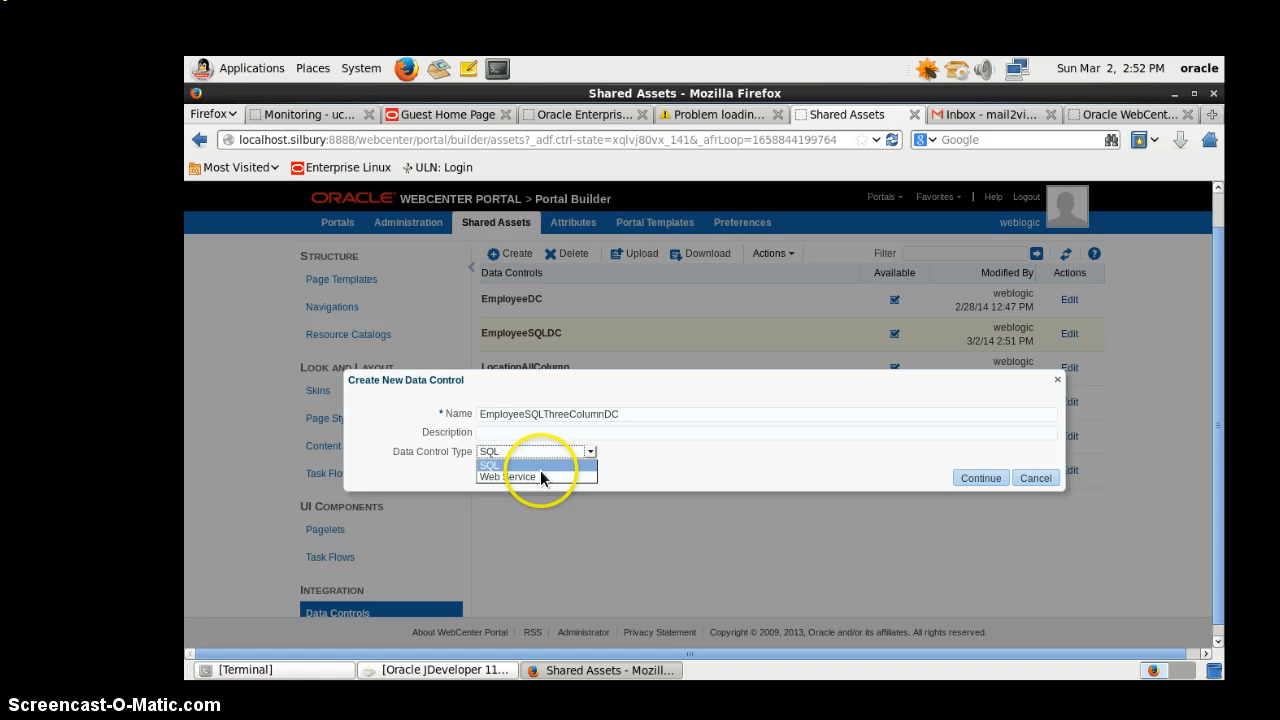 Applications Places System Sun Mar 2, 2:52 PM oracle
Shared Assets - Mozilla Firefox
Firefox Monitoring - uc... Guest Home Page Oracle Enterpris... Problem loadin... Shared Assets Inbox - mail2vi... Oracle WebCent...
localhost.silbury:8888/webcenter/portal/builder/assets?_adf.ctrl-state=xqlvj80vx_141&_afrLoop=1658844199764 Google
Most Visited Enterprise Linux ULN: Login
ORACLE WEBCENTER PORTAL > Portal Builder Portals Favorites Help Logout
Portals Administration Shared Assets Attributes Portal Templates Preferences weblogic
STRUCTURE
Page Templates
Navigations
Resource Catalogs
LOOK AND LAYOUT
Skins
Page Sty
Content
Task Flo
UI COMPONENTS
Pagelets
Task Flows
INTEGRATION
Data Controls
Create Delete Upload Download Actions Filter
Data Controls Available Modified By Actions
EmployeeDC weblogic Edit
2/28/14 12:47 PM
EmployeeSQLDC weblogic Edit
3/2/14 2:51 PM
LocationAllColumn weblogic Edit
Edit
Edit
Edit
Create New Data Control
* Name EmployeeSQLThreeColumnDC
Description
Data Control Type SQL
SQL
Web Service
Continue Cancel
About WebCenter Portal RSS Administrator Privacy Statement Copyright © 2009, 2013, Oracle and/or its affiliates. All rights reserved.
[Terminal] [Oracle JDeveloper 11... Shared Assets - Mozill...
Screencast-O-Matic.com